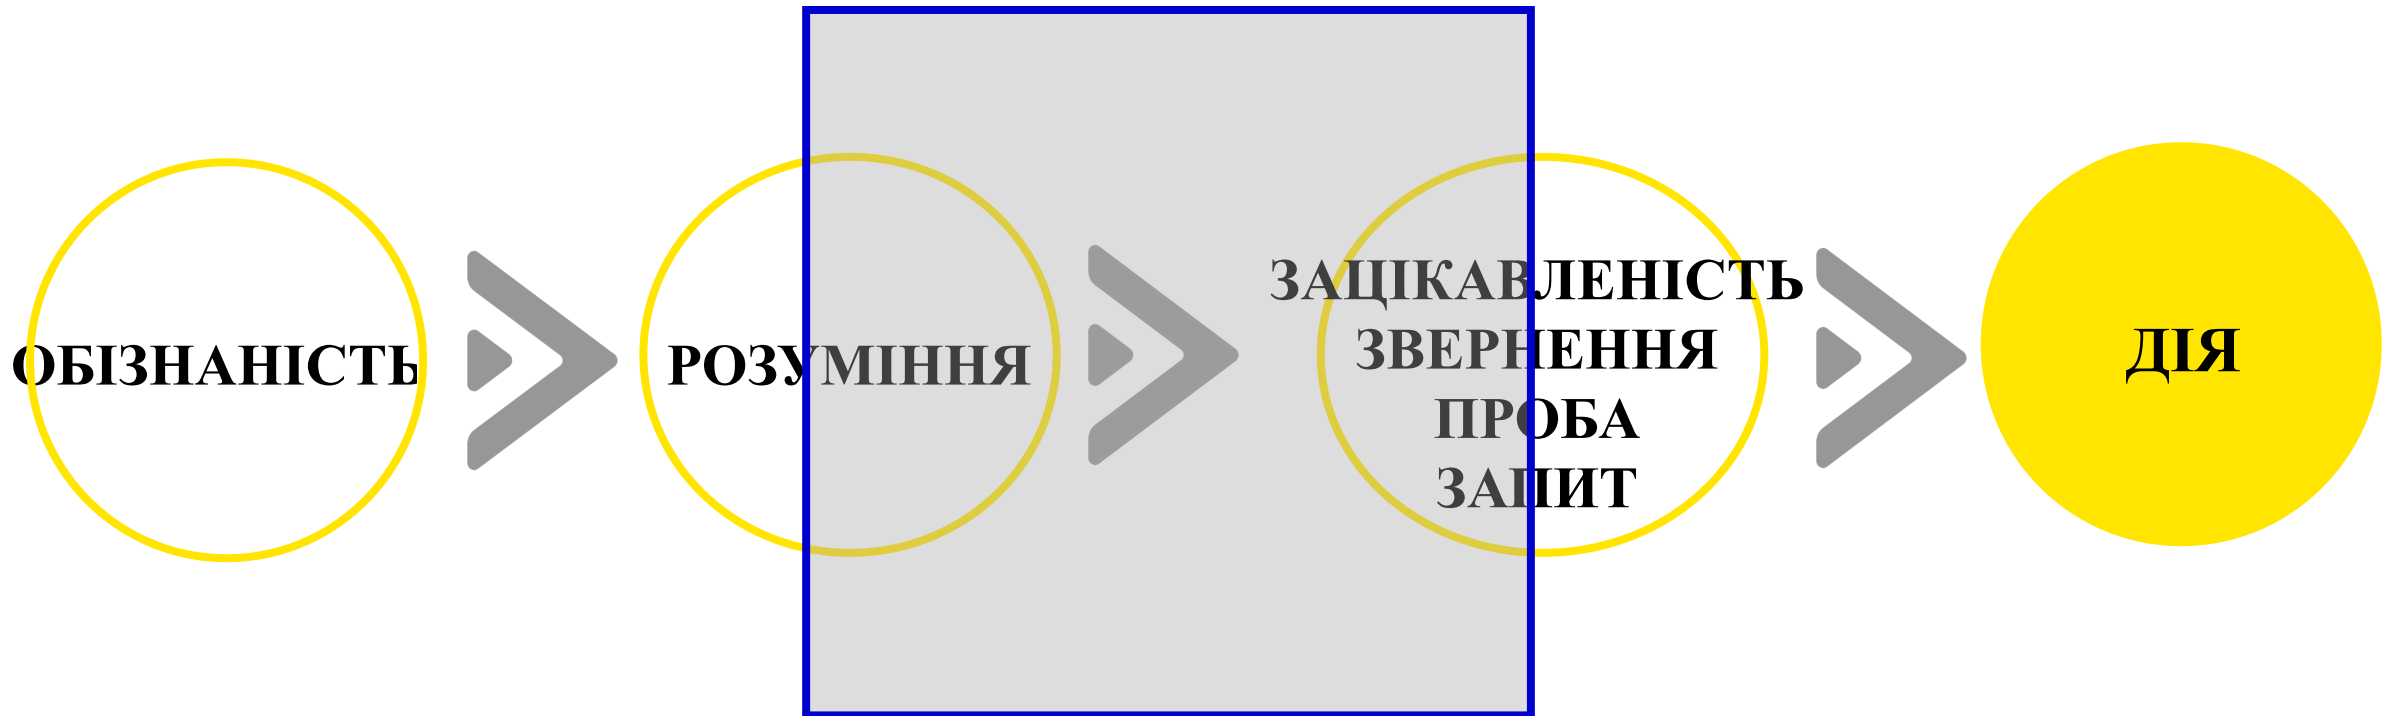 ОБІЗНАНІСТЬ
РОЗУМІННЯ
ЗАЦІКАВЛЕНІСТЬ
ЗВЕРНЕННЯ
ПРОБА
ЗАПИТ
ДІЯ